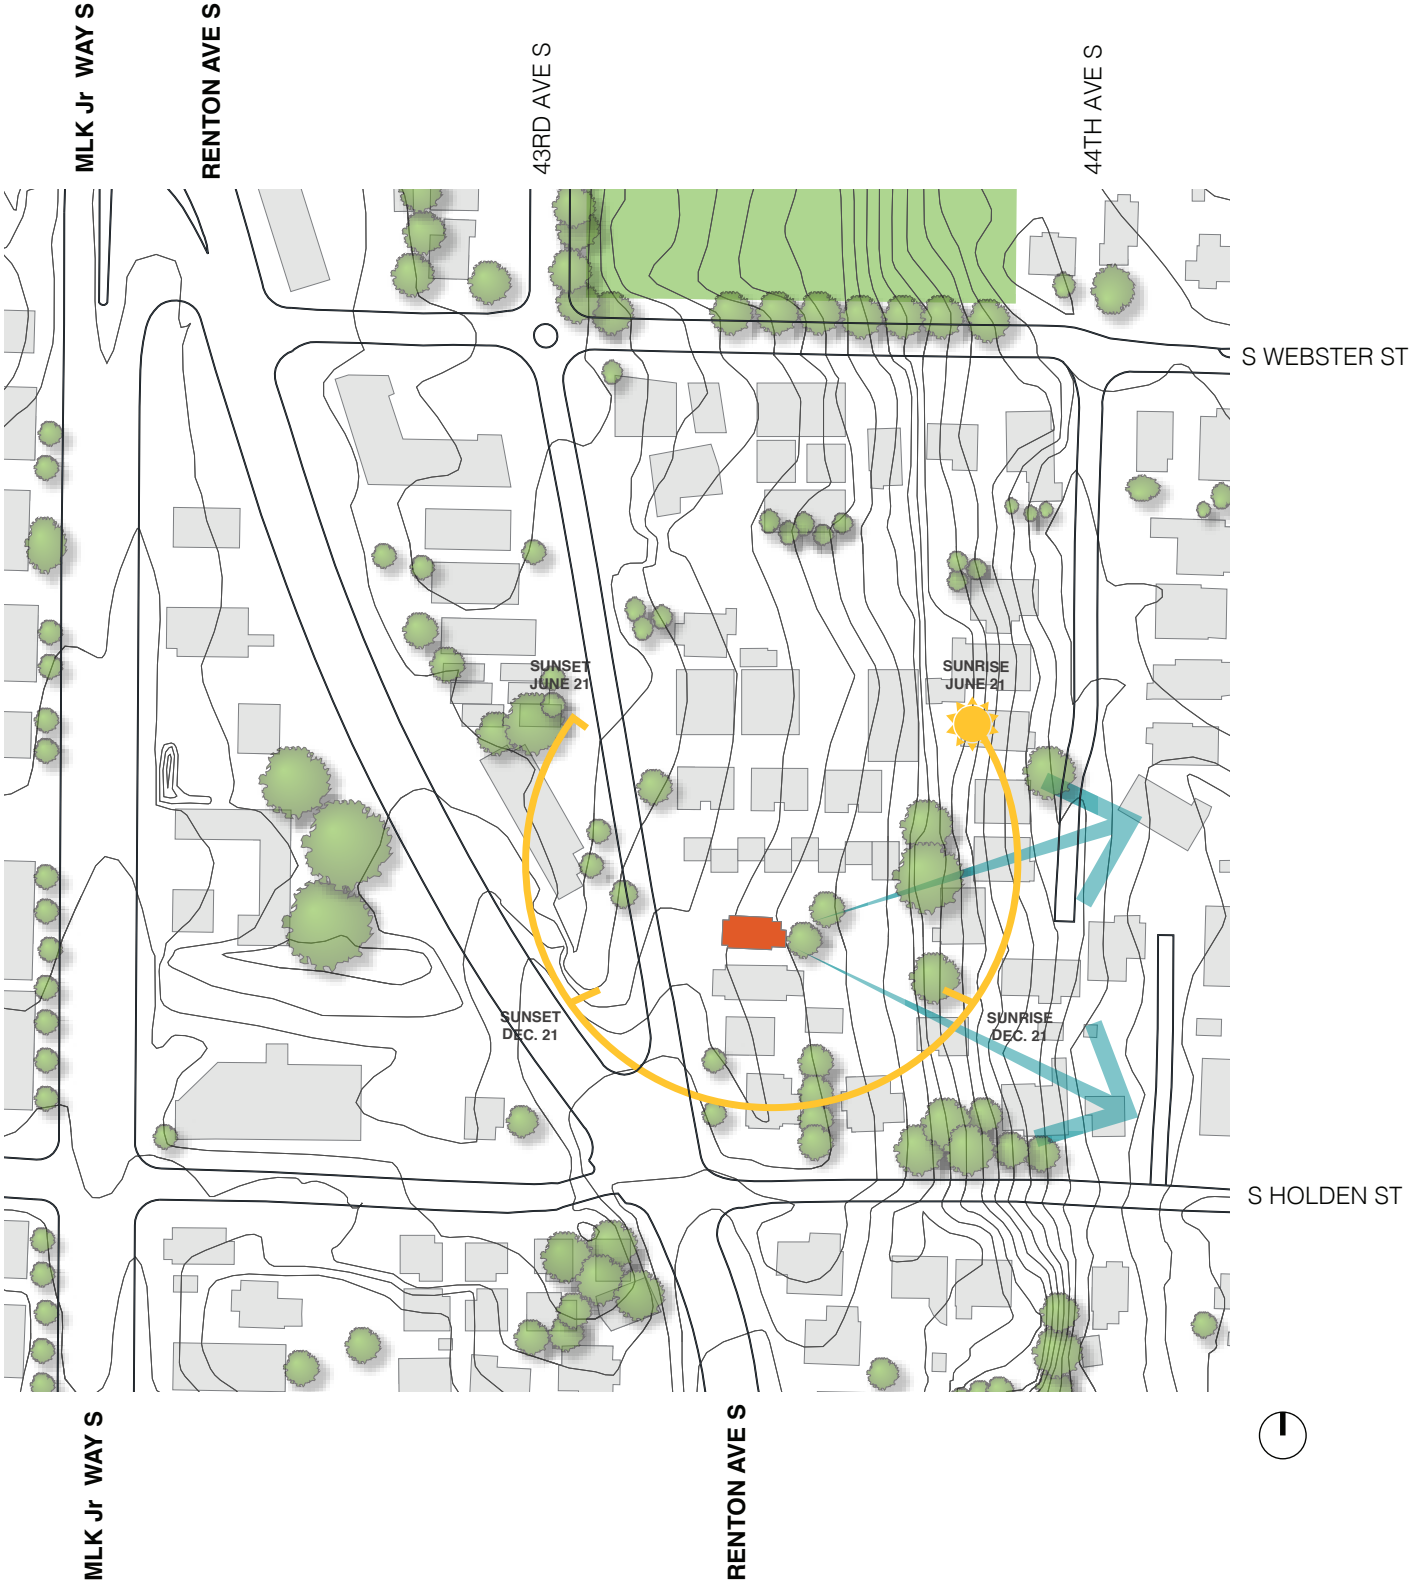 MLK Jr WAY S
RENTON AVE S
43RD AVE S
44TH AVE S
S WEBSTER ST
SUNSET
JUNE 21
SUNRISE
JUNE 21
SUNSET
DEC. 21
SUNRISE
DEC. 21
S HOLDEN ST
MLK Jr WAY S
RENTON AVE S